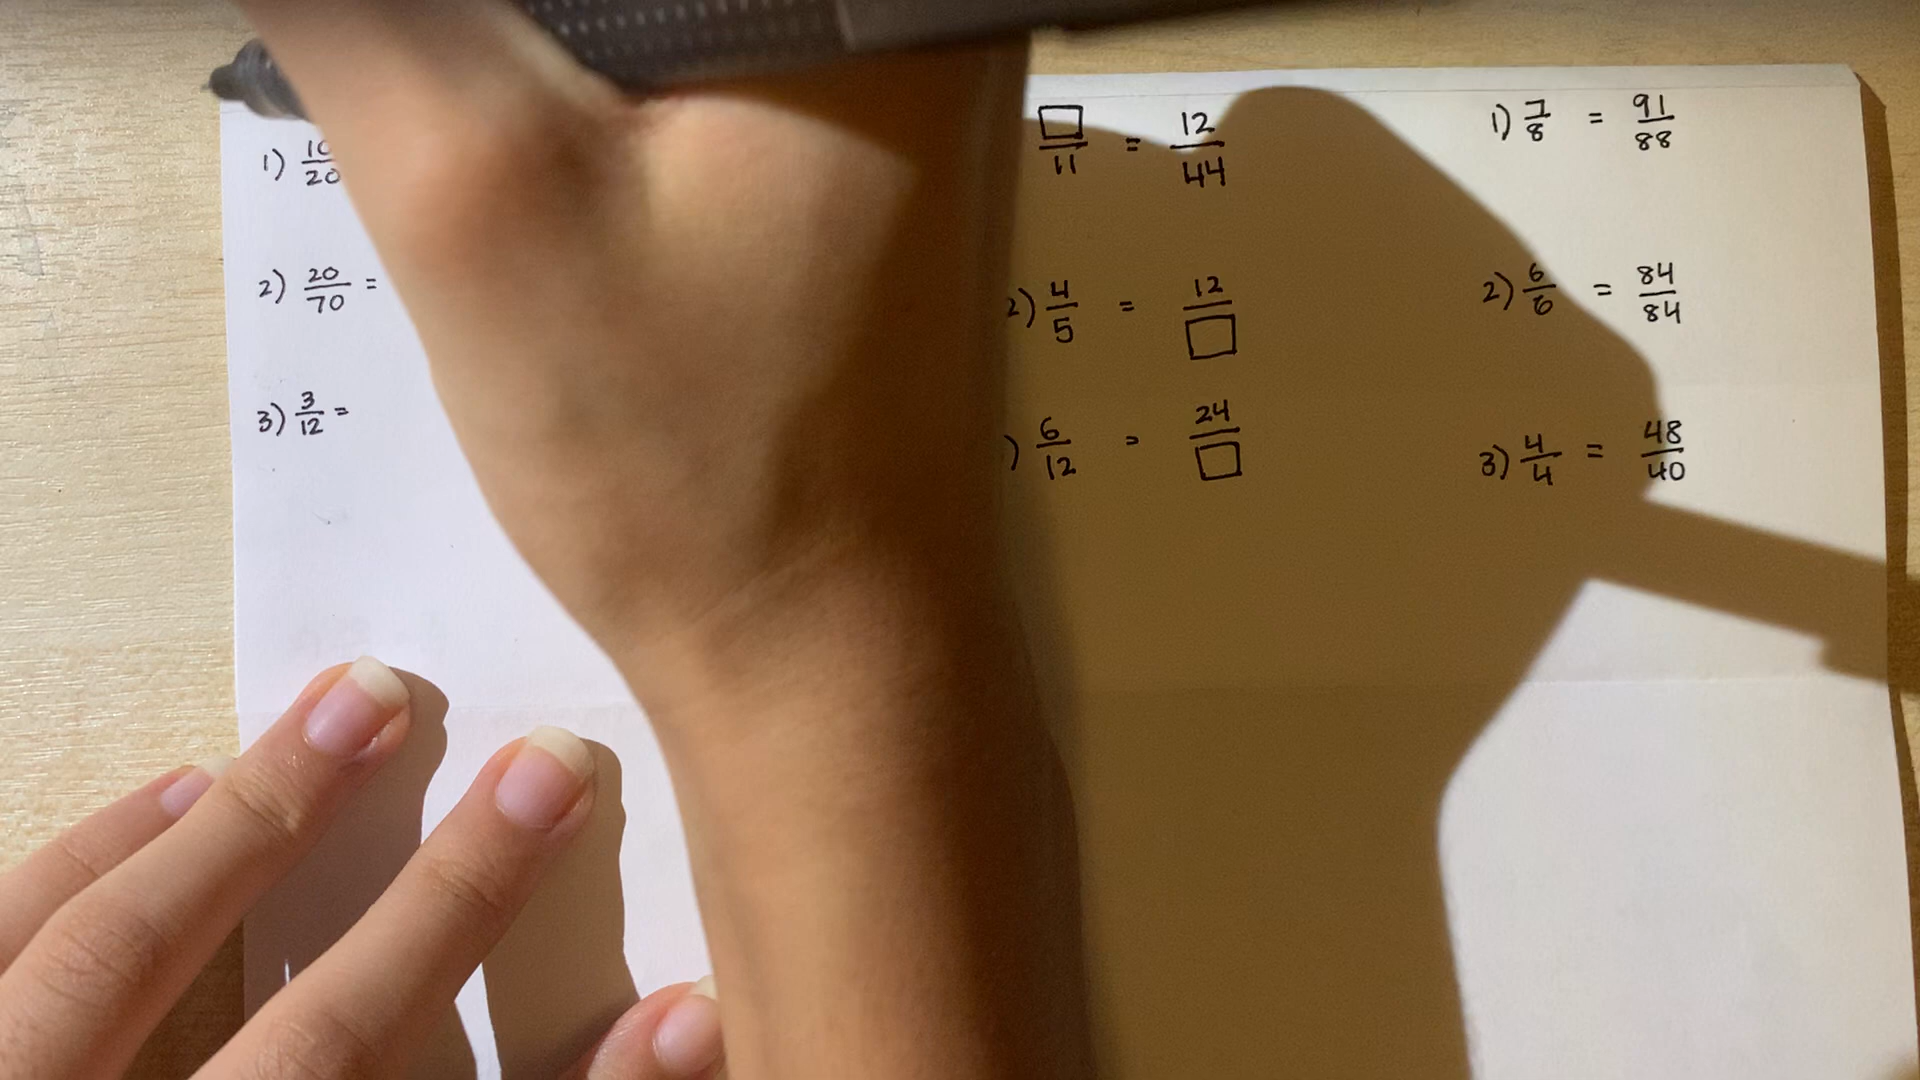 1) 10/20
2) 20/70 =
3) 3/12 =
□/11 = 12/44
2) 4/5 = 12/□
) 6/12 = 24/□
1) 7/8 = 91/88
2) 6/6 = 84/84
3) 4/4 = 48/40